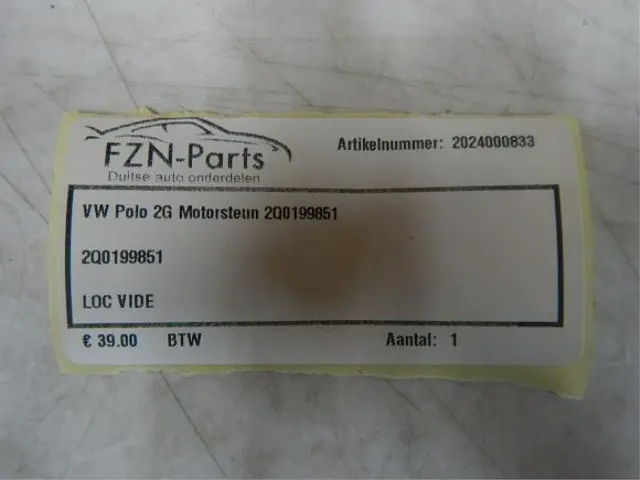 FZN-Parts
Duitse auto onderdelen
Artikelnummer: 2024000833
VW Polo 2G Motorsteun 2Q0199851
2Q0199851
LOC VIDE
€ 39.00 BTW Aantal: 1